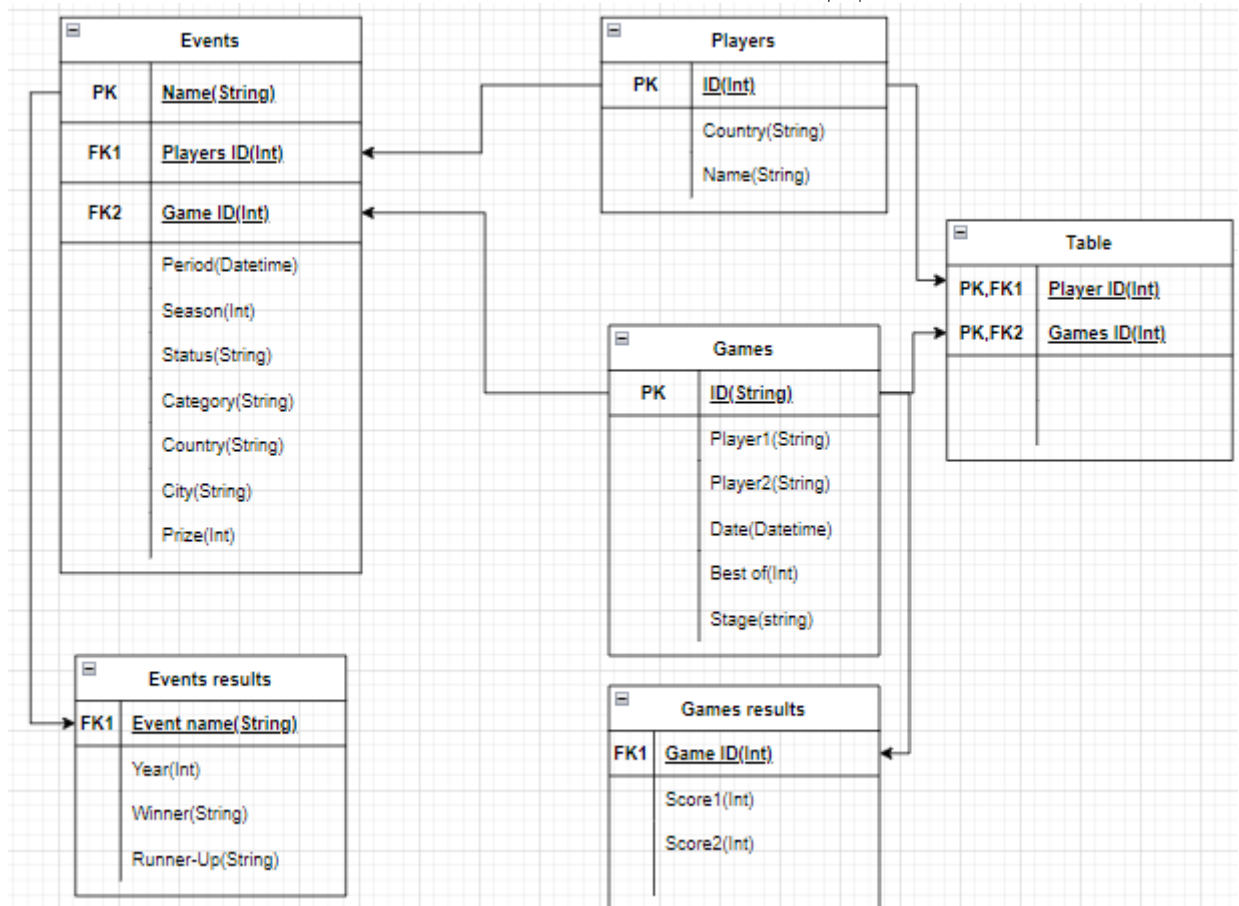 Events
PK Name(String)
FK1 Players ID(Int)
FK2 Game ID(Int)
Period(Datetime)
Season(Int)
Status(String)
Category(String)
Country(String)
City(String)
Prize(Int)
Players
PK ID(Int)
Country(String)
Name(String)
Table
PK,FK1 Player ID(Int)
PK,FK2 Games ID(Int)
Games
PK ID(String)
Player1(String)
Player2(String)
Date(Datetime)
Best of(Int)
Stage(string)
Events results
FK1 Event name(String)
Year(Int)
Winner(String)
Runner-Up(String)
Games results
FK1 Game ID(Int)
Score1(Int)
Score2(Int)